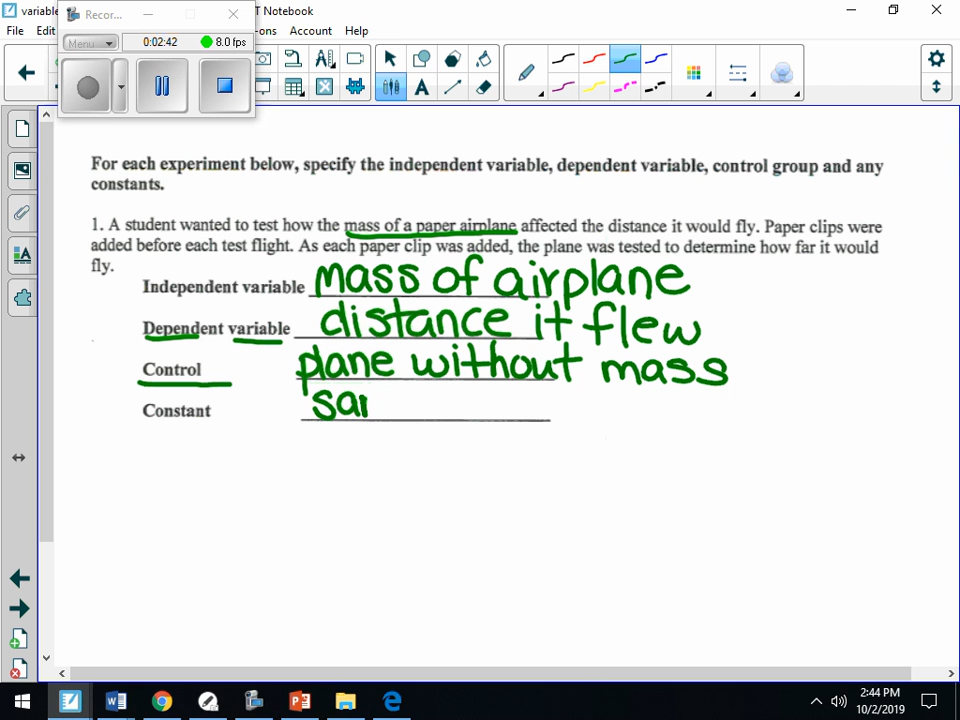 variable
Recor...
T Notebook
File
Edi
-ons
Account
Help
Menu
0:02:42
8.0 fps
For each experiment below, specify the independent variable, dependent variable, control group and any
constants.
1. A student wanted to test how the mass of a paper airplane affected the distance it would fly. Paper clips were
added before each test flight. As each paper clip was added, the plane was tested to determine how far it would
fly.
Independent variable mass of airplane
Dependent variable distance it flew
Control plane without mass
Constant sa
2:44 PM
10/2/2019